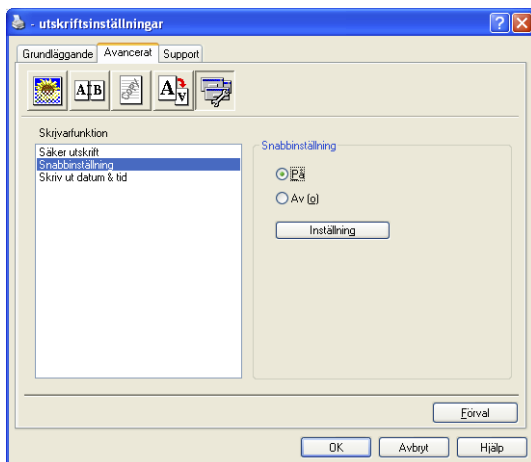 - utskriftsinställningar
Grundläggande Avancerat Support
A B A A
Skrivarfunktion
Säker utskrift
Snabbinställning
Skriv ut datum & tid
Snabbinställning
På
Av (o)
Inställning
Förval
OK Avbryt Hjälp